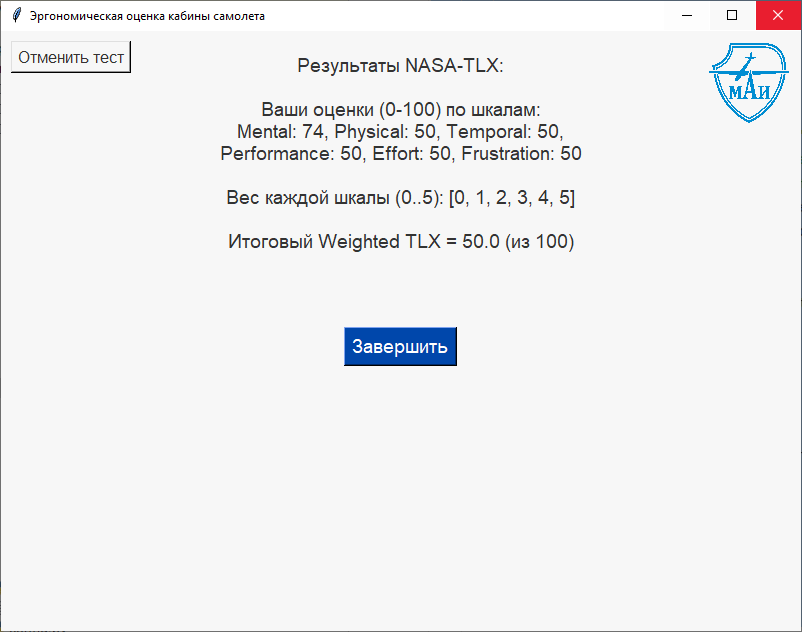 Эргономическая оценка кабины самолета
Отменить тест
МАИ
Результаты NASA-TLX:
Ваши оценки (0-100) по шкалам:
Mental: 74, Physical: 50, Temporal: 50,
Performance: 50, Effort: 50, Frustration: 50
Вес каждой шкалы (0..5): [0, 1, 2, 3, 4, 5]
Итоговый Weighted TLX = 50.0 (из 100)
Завершить